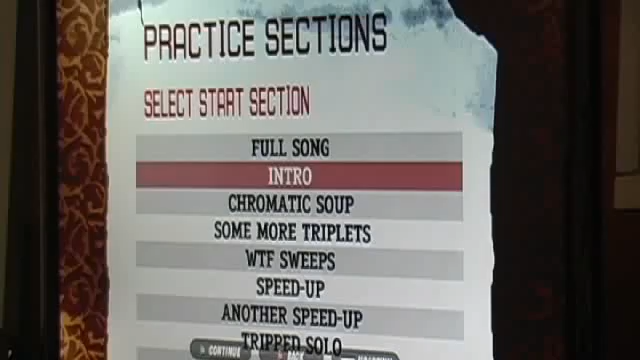 PRACTICE SECTIONS
SELECT START SECTION
FULL SONG
INTRO
CHROMATIC SOUP
SOME MORE TRIPLETS
WTF SWEEPS
SPEED-UP
ANOTHER SPEED-UP
TRIPPED SOLO
CONTINUE